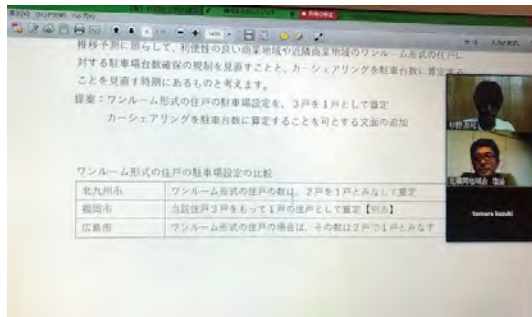 推移予測に照らして、利便性の良い商業地域や近隣商業地域のワンルーム形式の住戸に
対する駐車場台数確保の規制を見直すことと、カーシェアリングを駐車台数に算定する
ことを見直す時期にあるものと考えます。
提案：ワンルーム形式の住戸の駐車場設定を、3戸を1戸として算定
カーシェアリングを駐車台数に算定することを可とする文面の追加
ワンルーム形式の住戸の駐車場設定の比較
北九州市 ワンルーム形式の住戸の数は、2戸を1戸とみなして算定
福岡市 当該住戸3戸をもって1戸の住戸として算定【別表】
広島市 ワンルーム形式の住戸の場合は、その数は2戸で1戸とみなす
tamura kazuki